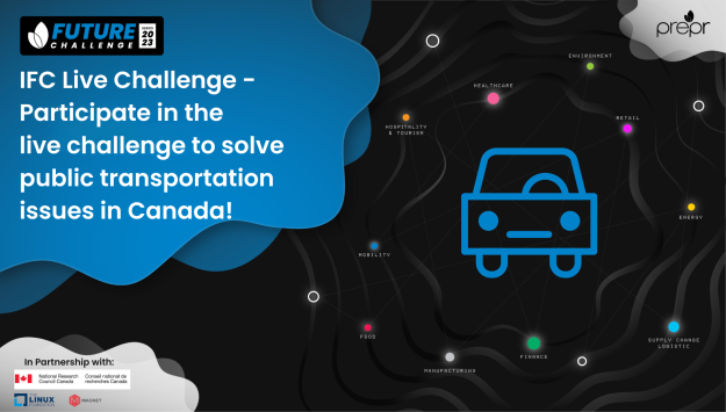 FUTURE
CHALLENGE
SERIES
20
23
prepr
IFC Live Challenge -
Participate in the
live challenge to solve
public transportation
issues in Canada!
ENVIRONMENT
HEALTHCARE
HOSPITALITY
& TOURISM
RETAIL
ENERGY
MOBILITY
FOOD
SUPPLY CHANGE
LOGISTIC
FINANCE
MANUFACTURING
In Partnership with:
National Research
Council Canada
Conseil national de
recherches Canada
LINUX
MAGNET